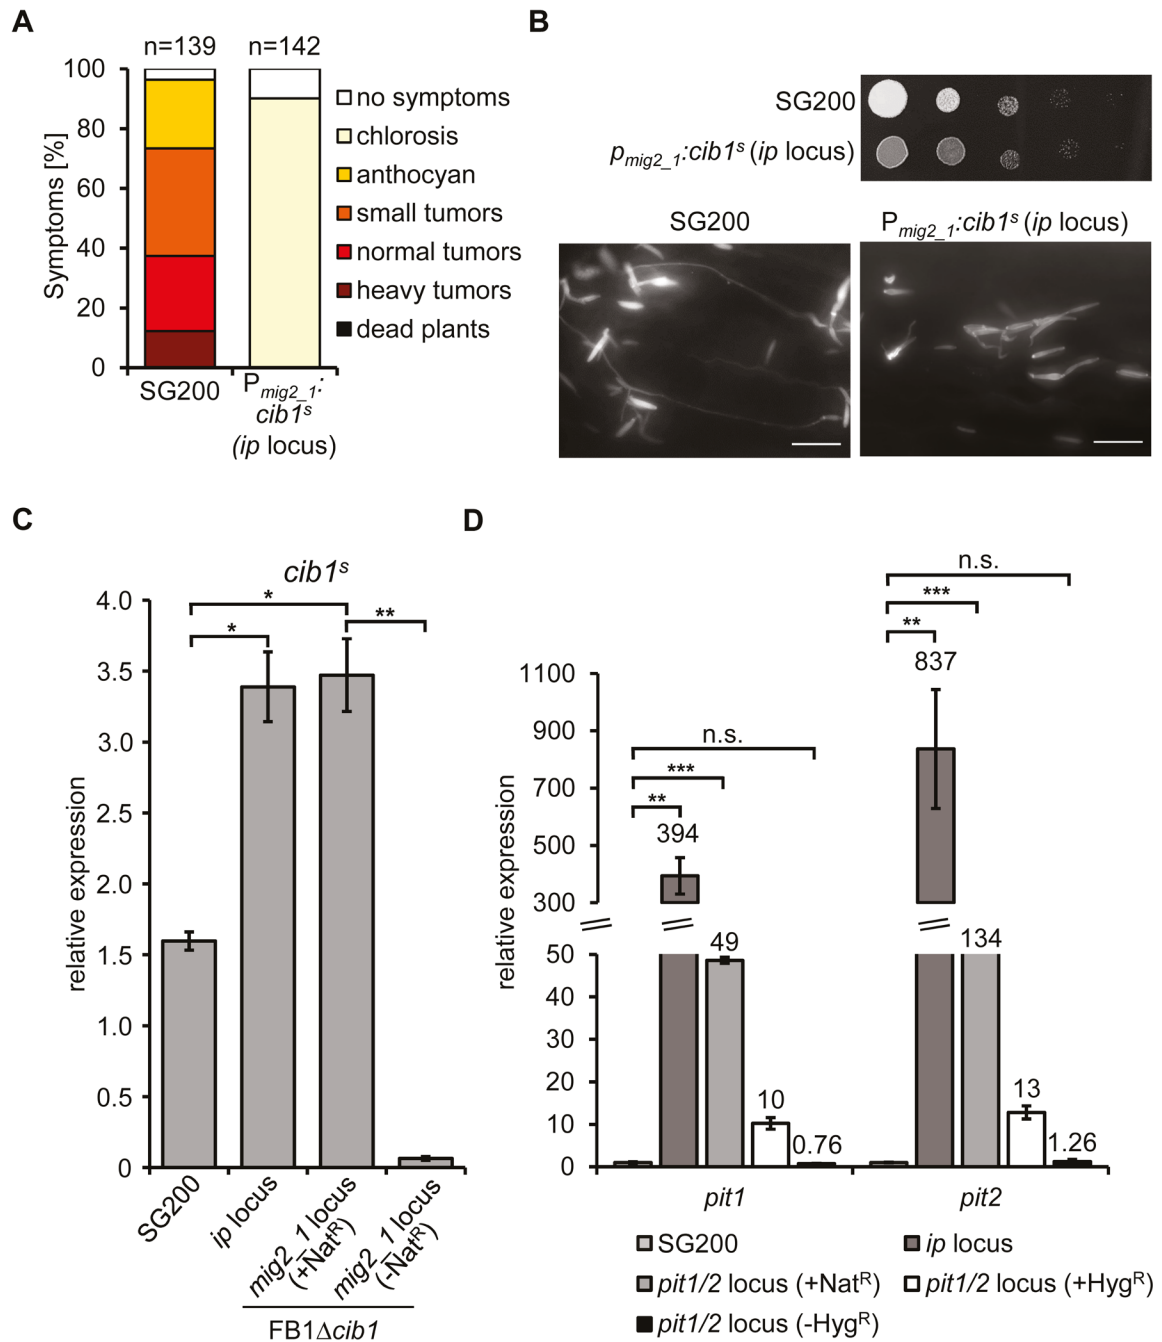 A
n=139 n=142
Symptoms [%]
100
80
60
40
20
0
no symptoms
chlorosis
anthocyan
small tumors
normal tumors
heavy tumors
dead plants
SG200
Pmig2_1:
cib1s
(ip locus)
B
SG200
pmig2_1:cib1s (ip locus)
SG200
Pmig2_1:cib1s (ip locus)
C
cib1s
relative expression
4.0
3.5
3.0
2.5
2.0
1.5
1.0
0.5
0
*
*
**
SG200
ip locus
mig2_1 locus
(+NatR)
mig2_1 locus
(-NatR)
FB1Δcib1
D
relative expression
1100
900
700
500
300
50
40
30
20
10
0
n.s.
***
**
394
49
10
0.76
n.s.
***
**
837
134
13
1.26
pit1
pit2
SG200
ip locus
pit1/2 locus (+NatR)
pit1/2 locus (+HygR)
pit1/2 locus (-HygR)